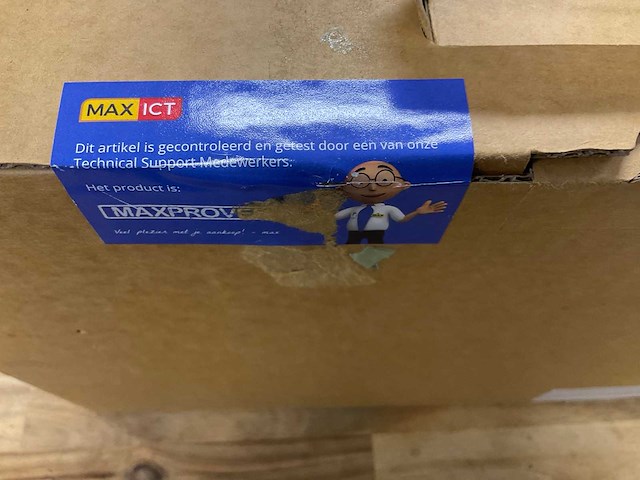 MAX ICT
Dit artikel is gecontroleerd en getest door een van onze
Technical Support Medewerkers.
Het product is:
MAXPROVE
Veel plezier met je aankoop! - max